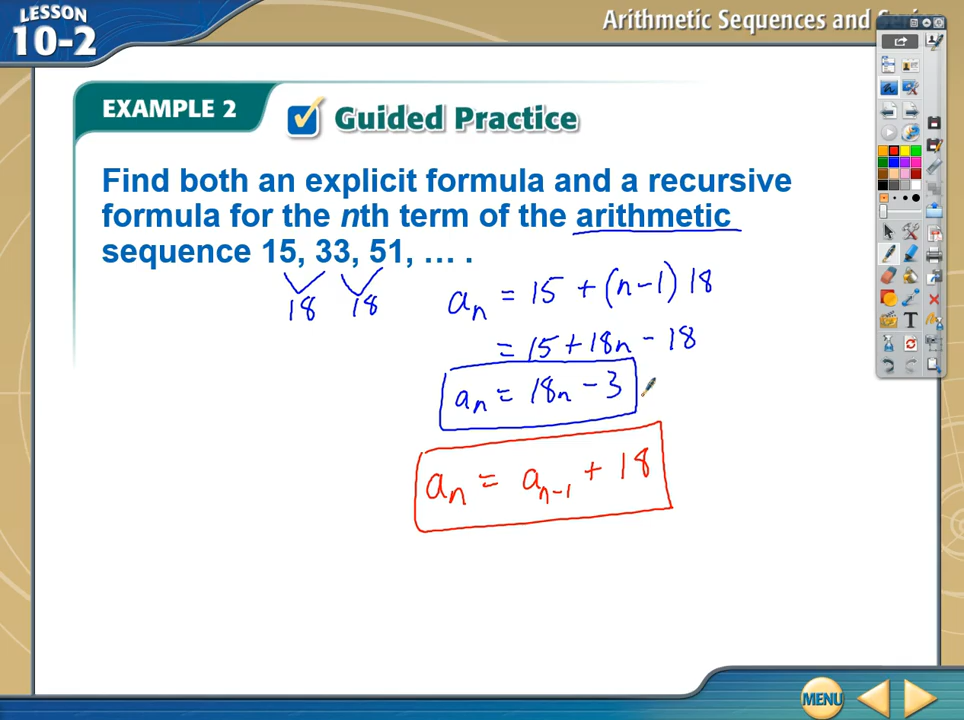 LESSON
10-2
Arithmetic Sequences and
EXAMPLE 2
Guided Practice
Find both an explicit formula and a recursive
formula for the nth term of the arithmetic
sequence 15, 33, 51, … .
18 18
aₙ = 15 + (n-1) 18
= 15 + 18n - 18
aₙ = 18n - 3
aₙ = aₙ₋₁ + 18
MENU